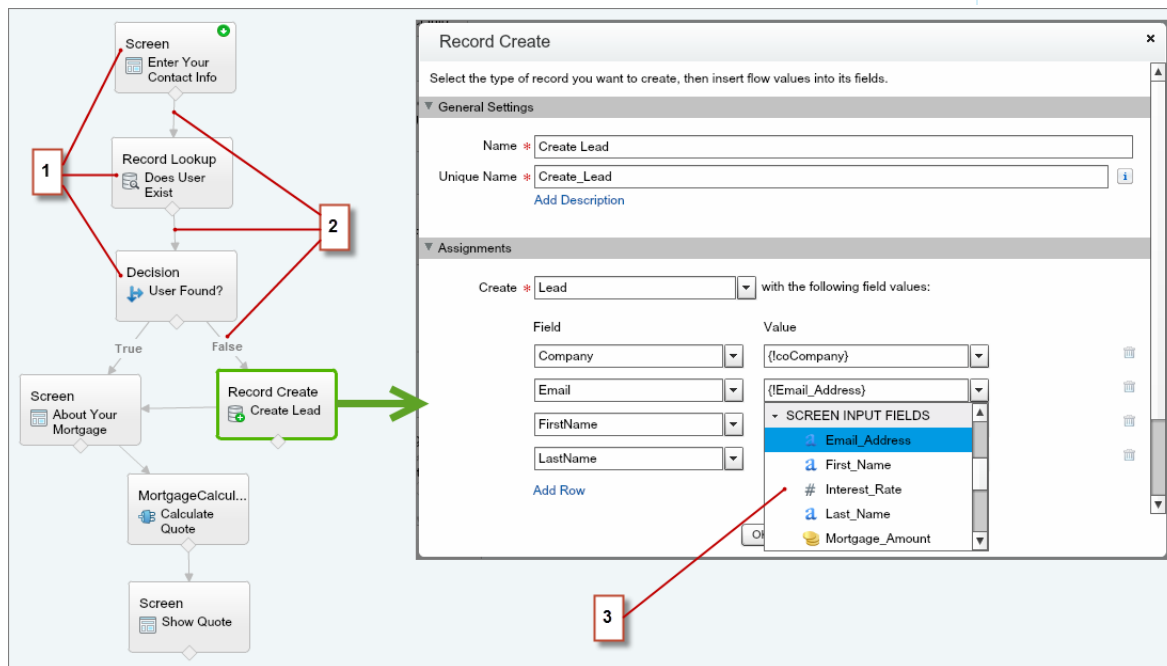 Screen
Enter Your
Contact Info
1
Record Lookup
Does User
Exist
2
Decision
User Found?
True
False
Screen
About Your
Mortgage
Record Create
Create Lead
MortgageCalcul...
Calculate
Quote
Screen
Show Quote
Record Create
×
Select the type of record you want to create, then insert flow values into its fields.
General Settings
Name * Create Lead
Unique Name * Create_Lead
i
Add Description
Assignments
Create * Lead with the following field values:
Field Value
Company {!coCompany}
Email {!Email_Address}
FirstName
LastName
Add Row
SCREEN INPUT FIELDS
a Email_Address
a First_Name
# Interest_Rate
a Last_Name
Mortgage_Amount
3